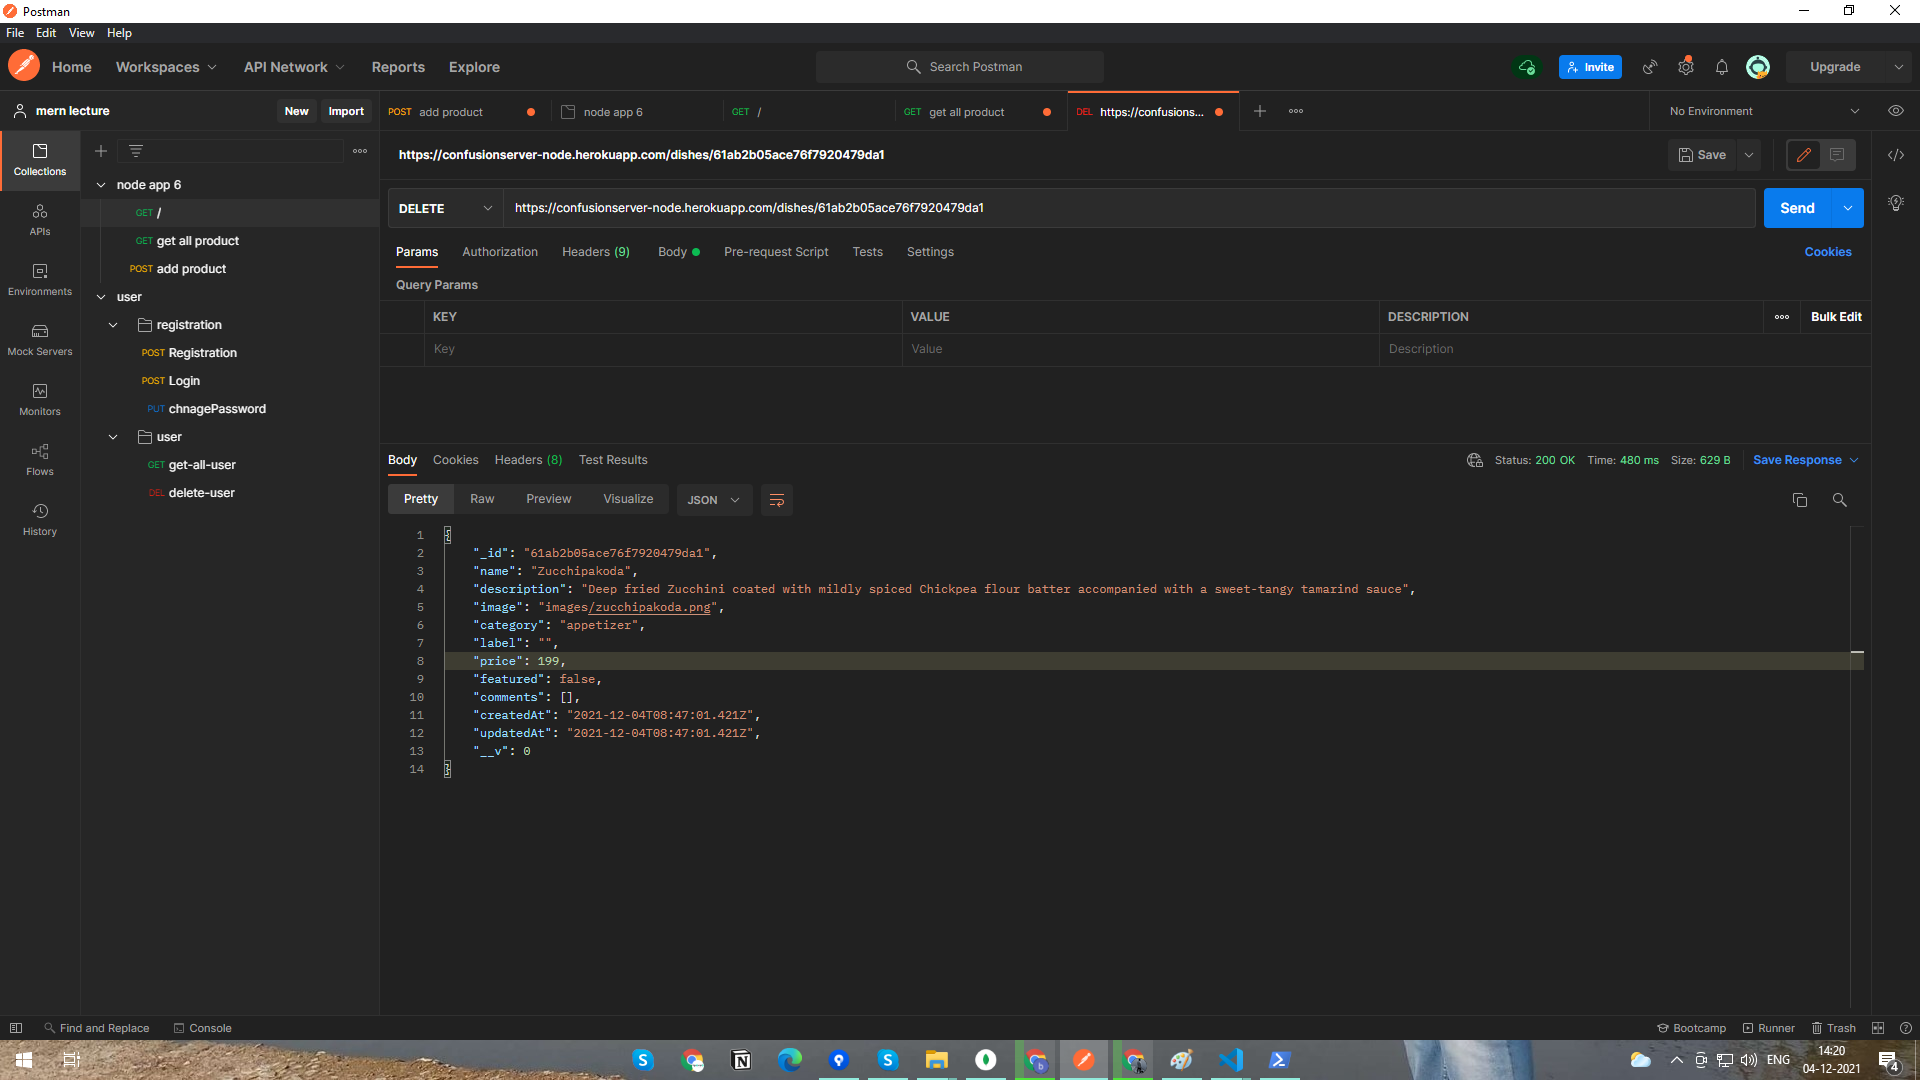 Postman
File Edit View Help
Home Workspaces API Network Reports Explore Search Postman Invite Upgrade
mern lecture New Import
POST add product node app 6 GET / GET get all product DEL https://confusions... No Environment
https://confusionserver-node.herokuapp.com/dishes/61ab2b05ace76f7920479da1 Save
DELETE https://confusionserver-node.herokuapp.com/dishes/61ab2b05ace76f7920479da1 Send
Params Authorization Headers (9) Body Pre-request Script Tests Settings Cookies
Query Params
KEY VALUE DESCRIPTION Bulk Edit
Key Value Description
Collections
APIs
Environments
Mock Servers
Monitors
Flows
History
node app 6
GET /
GET get all product
POST add product
user
registration
POST Registration
POST Login
PUT chnagePassword
user
GET get-all-user
DEL delete-user
Body Cookies Headers (8) Test Results Status: 200 OK Time: 480 ms Size: 629 B Save Response
Pretty Raw Preview Visualize JSON
1 {
2 "_id": "61ab2b05ace76f7920479da1",
3 "name": "Zucchipakoda",
4 "description": "Deep fried Zucchini coated with mildly spiced Chickpea flour batter accompanied with a sweet-tangy tamarind sauce",
5 "image": "images/zucchipakoda.png",
6 "category": "appetizer",
7 "label": "",
8 "price": 199,
9 "featured": false,
10 "comments": [],
11 "createdAt": "2021-12-04T08:47:01.421Z",
12 "updatedAt": "2021-12-04T08:47:01.421Z",
13 "__v": 0
14 }
Find and Replace Console Bootcamp Runner Trash
ENG 14:20
04-12-2021 4